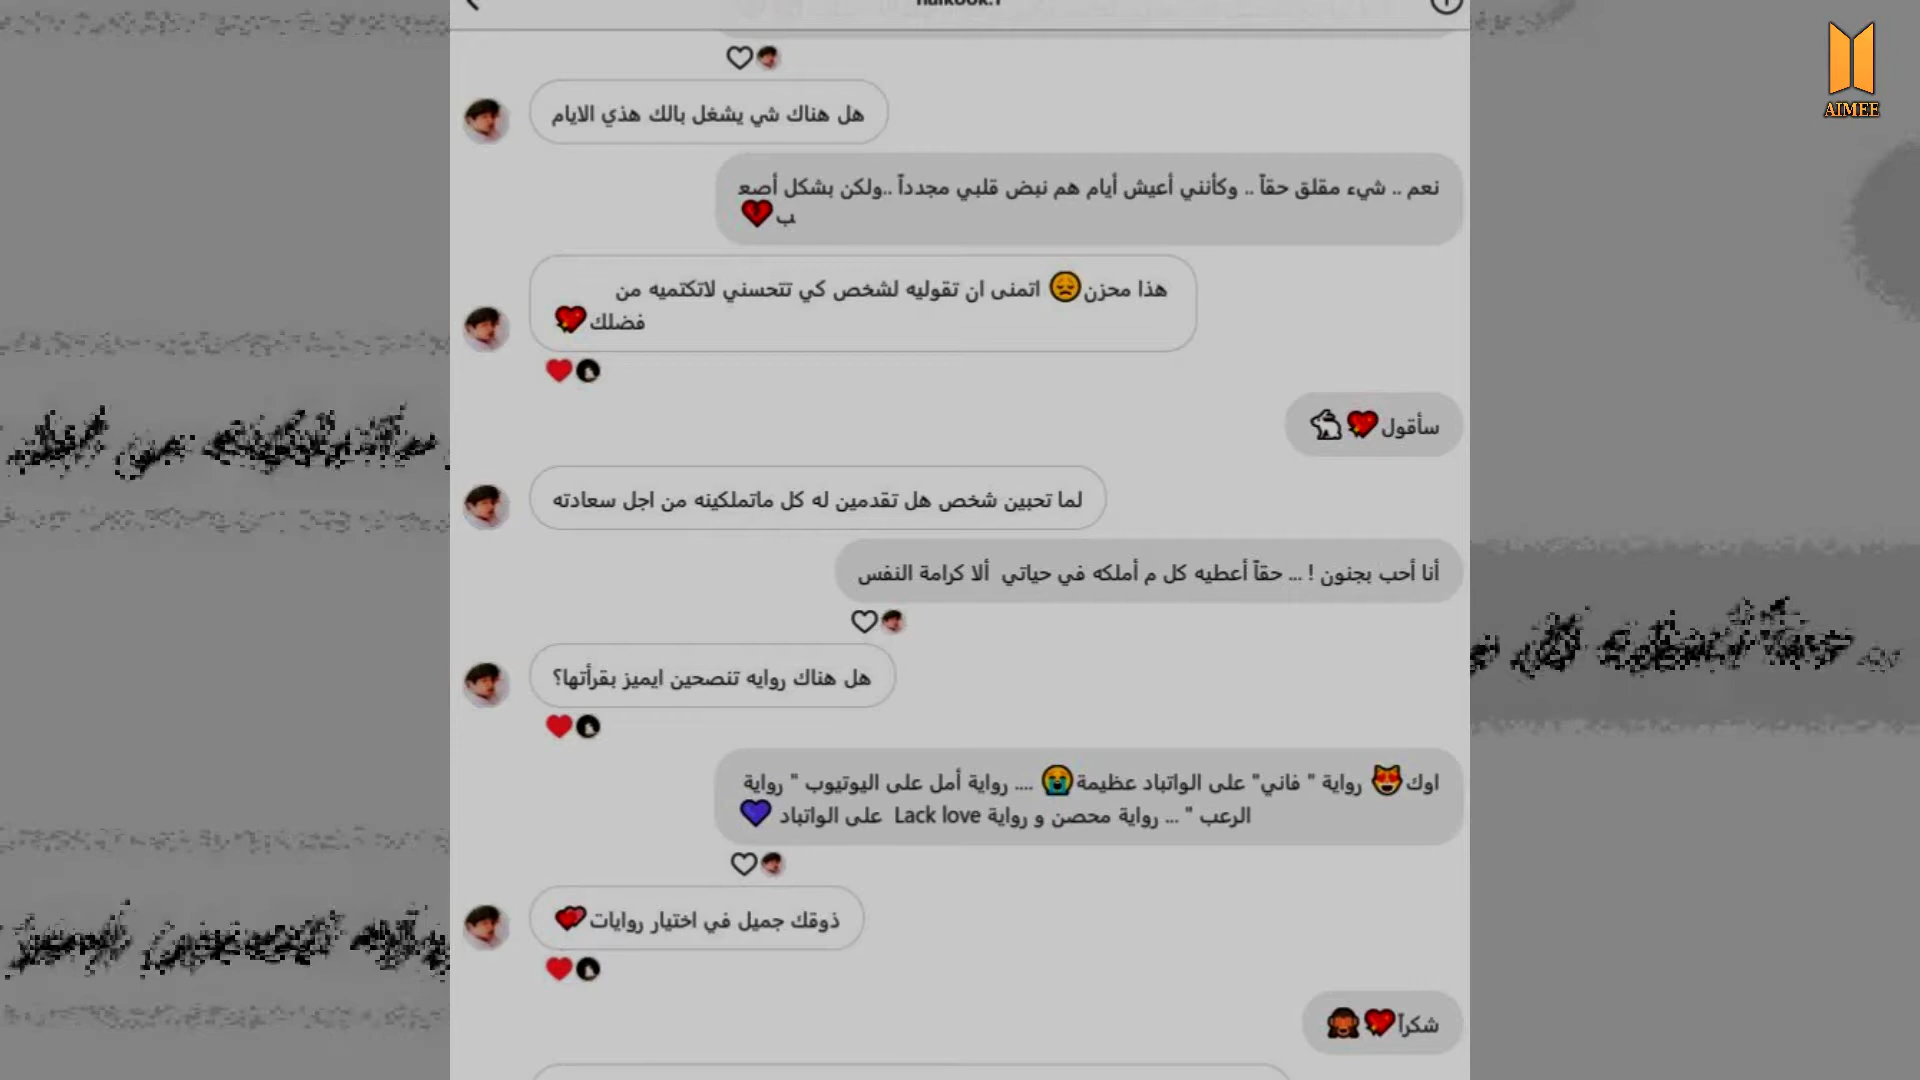 AIMEE
هل هناك شي يشغل بالك هذي الايام
نعم .. شيء مقلق حقاً .. وكأنني أعيش أيام هم نبض قلبي مجدداً ..ولكن بشكل أصع
ب💔
هذا محزن😞 اتمنى ان تقوليه لشخص كي تتحسني لاتكتميه من
فضلك💖
سأقول💖🐇
لما تحبين شخص هل تقدمين له كل ماتملكينه من اجل سعادته
أنا أحب بجنون ! ... حقاً أعطيه كل م أملكه في حياتي ألا كرامة النفس
هل هناك روايه تنصحين ايميز بقرأتها؟
اوك😻 رواية " فاني" على الواتباد عظيمة😭 .... رواية أمل على اليوتيوب " رواية
الرعب " ... رواية محصن و رواية Lack love على الواتباد 💙
ذوقك جميل في اختيار روايات💕
شكراً💖🙈